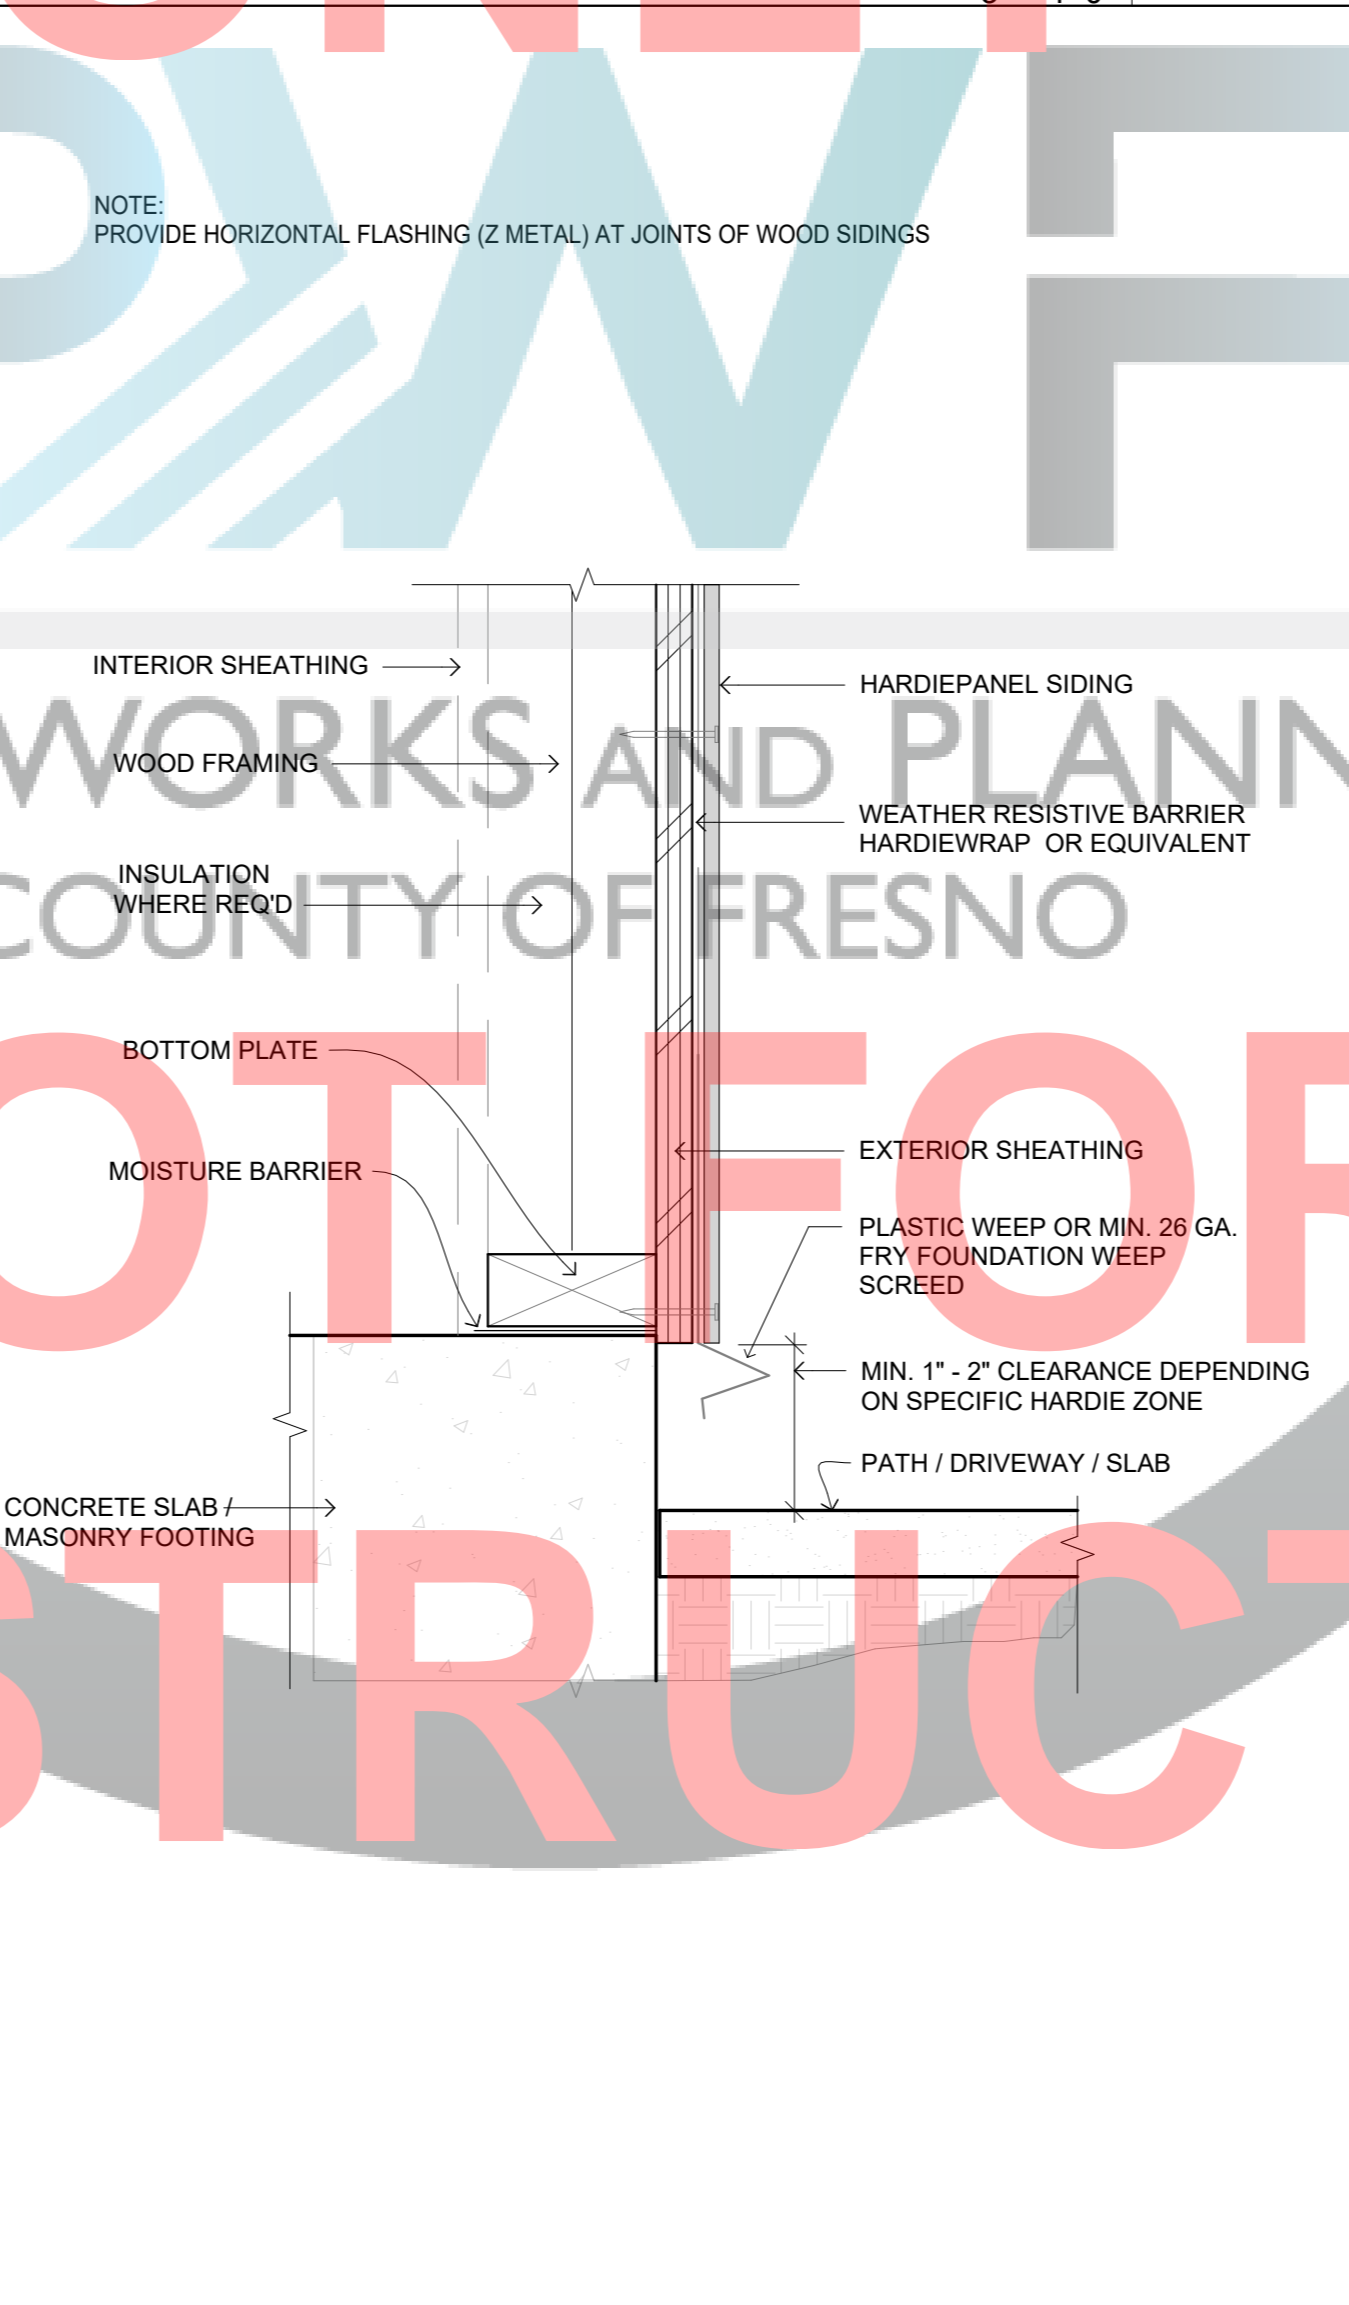 NOTE:
PROVIDE HORIZONTAL FLASHING (Z METAL) AT JOINTS OF WOOD SIDINGS
INTERIOR SHEATHING
HARDIEPANEL SIDING
WORKS AND PLANN
WOOD FRAMING
WEATHER RESISTIVE BARRIER
HARDIEWRAP OR EQUIVALENT
INSULATION
WHERE REQ'D
COUNTY OF FRESNO
BOTTOM PLATE
OT FOR
MOISTURE BARRIER
EXTERIOR SHEATHING
PLASTIC WEEP OR MIN. 26 GA.
FRY FOUNDATION WEEP
SCREED
MIN. 1" - 2" CLEARANCE DEPENDING
ON SPECIFIC HARDIE ZONE
PATH / DRIVEWAY / SLAB
CONCRETE SLAB /
MASONRY FOOTING
STRUCT